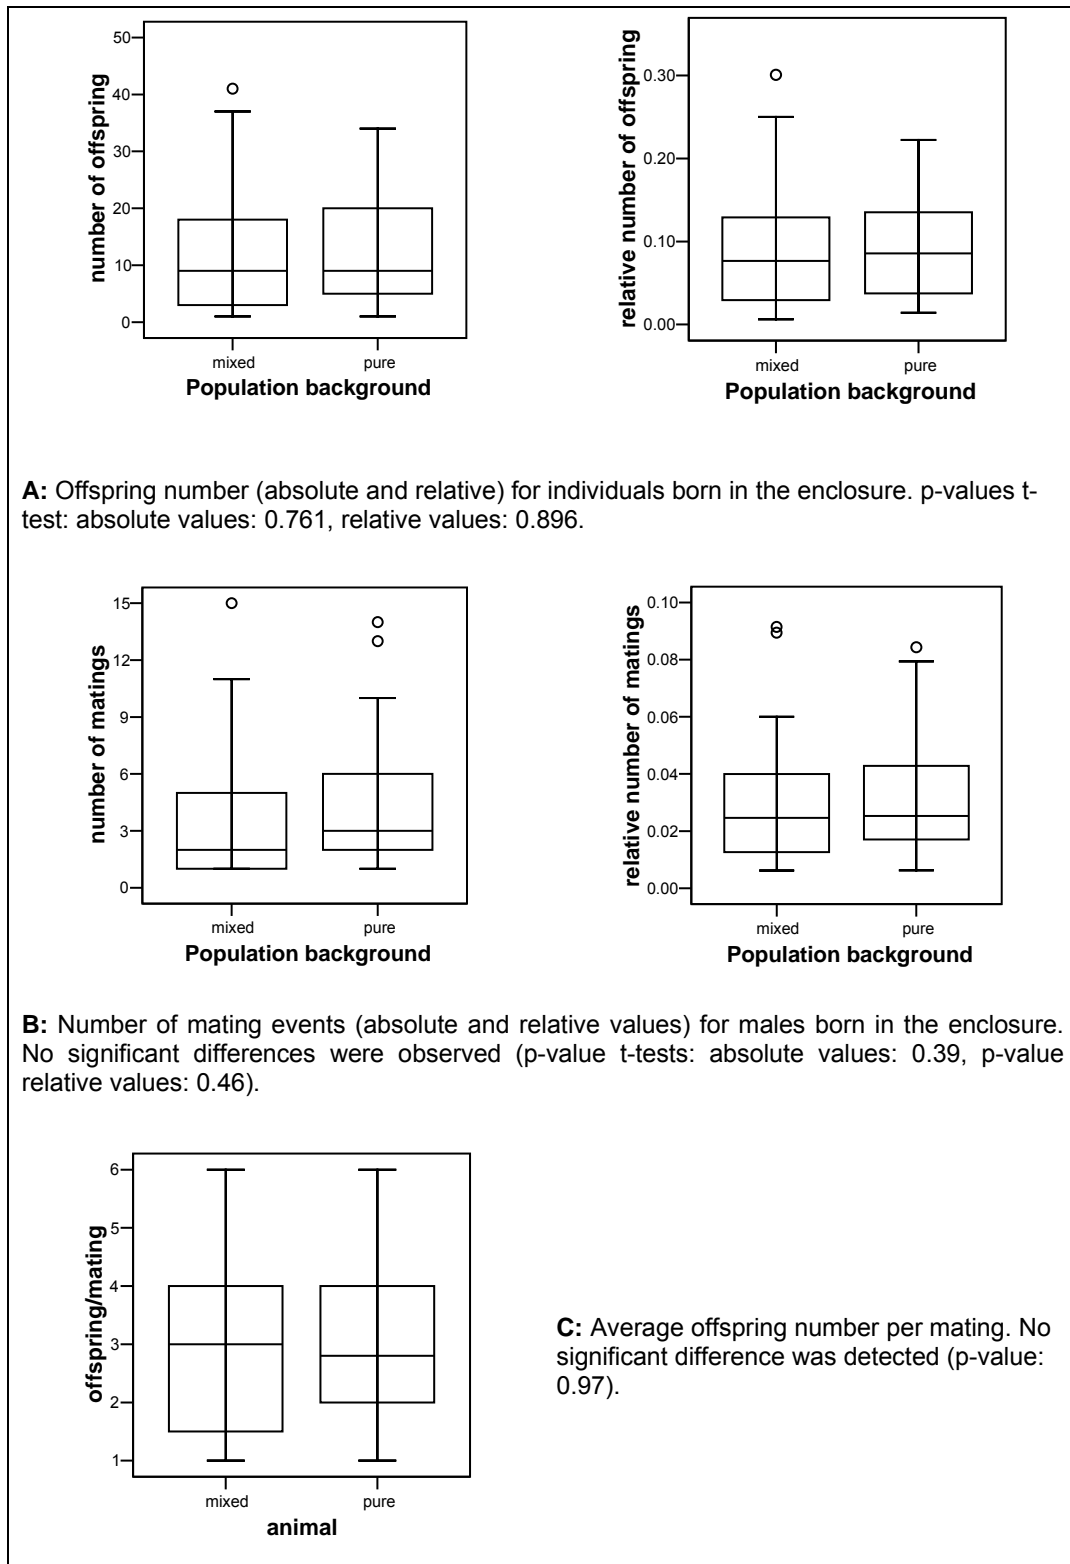 50
40
30
20
10
0
number of offspring
mixed pure
Population background
0.30
0.20
0.10
0.00
relative number of offspring
mixed pure
Population background
A: Offspring number (absolute and relative) for individuals born in the enclosure. p-values t-
test: absolute values: 0.761, relative values: 0.896.
15
12
9
6
3
0
number of matings
mixed pure
Population background
0.10
0.08
0.06
0.04
0.02
0.00
relative number of matings
mixed pure
Population background
B: Number of mating events (absolute and relative values) for males born in the enclosure.
No significant differences were observed (p-value t-tests: absolute values: 0.39, p-value
relative values: 0.46).
6
5
4
3
2
1
offspring/mating
mixed pure
animal
C: Average offspring number per mating. No
significant difference was detected (p-value:
0.97).